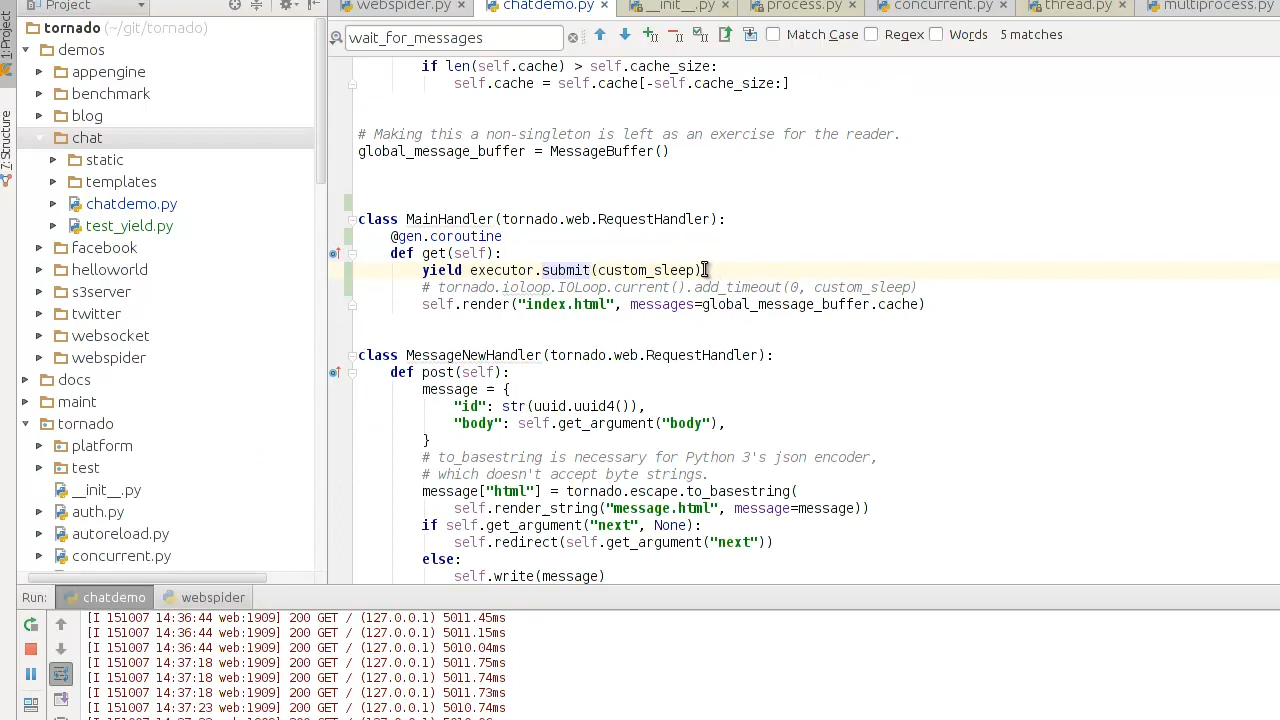 Project
webspider.py
chatdemo.py
__init__.py
process.py
concurrent.py
thread.py
multiprocess.py
1: Project
7: Structure
wait_for_messages
Match Case
Regex
Words
5 matches
tornado (~/git/tornado)
demos
appengine
benchmark
blog
chat
static
templates
chatdemo.py
test_yield.py
facebook
helloworld
s3server
twitter
websocket
webspider
docs
maint
tornado
platform
test
__init__.py
auth.py
autoreload.py
concurrent.py
if len(self.cache) > self.cache_size:
self.cache = self.cache[-self.cache_size:]
# Making this a non-singleton is left as an exercise for the reader.
global_message_buffer = MessageBuffer()
class MainHandler(tornado.web.RequestHandler):
@gen.coroutine
def get(self):
yield executor.submit(custom_sleep)
# tornado.ioloop.IOLoop.current().add_timeout(0, custom_sleep)
self.render("index.html", messages=global_message_buffer.cache)
class MessageNewHandler(tornado.web.RequestHandler):
def post(self):
message = {
"id": str(uuid.uuid4()),
"body": self.get_argument("body"),
}
# to_basestring is necessary for Python 3's json encoder,
# which doesn't accept byte strings.
message["html"] = tornado.escape.to_basestring(
self.render_string("message.html", message=message))
if self.get_argument("next", None):
self.redirect(self.get_argument("next"))
else:
self.write(message)
Run:
chatdemo
webspider
[I 151007 14:36:44 web:1909] 200 GET / (127.0.0.1) 5011.45ms
[I 151007 14:36:44 web:1909] 200 GET / (127.0.0.1) 5011.15ms
[I 151007 14:36:44 web:1909] 200 GET / (127.0.0.1) 5010.04ms
[I 151007 14:37:18 web:1909] 200 GET / (127.0.0.1) 5011.75ms
[I 151007 14:37:18 web:1909] 200 GET / (127.0.0.1) 5011.74ms
[I 151007 14:37:18 web:1909] 200 GET / (127.0.0.1) 5011.73ms
[I 151007 14:37:23 web:1909] 200 GET / (127.0.0.1) 5010.74ms